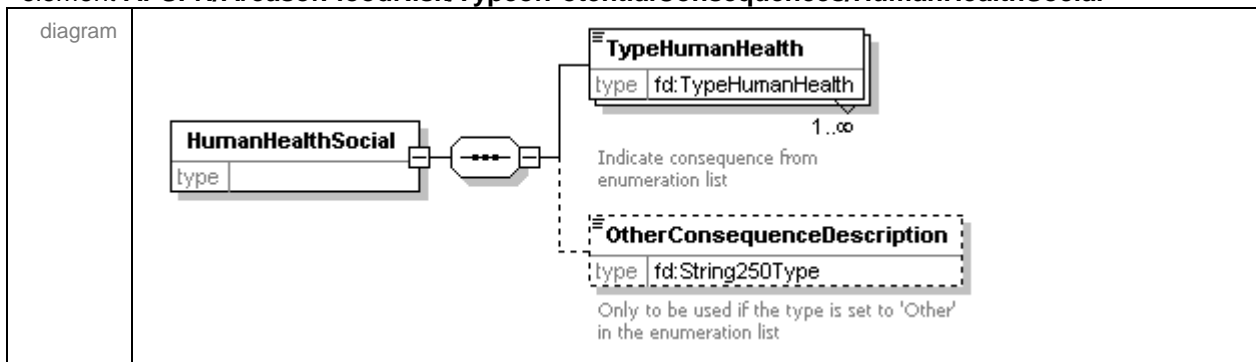 diagram
TypeHumanHealth
type fd:TypeHumanHealth
1..∞
Indicate consequence from
enumeration list
HumanHealthSocial
type
OtherConsequenceDescription
type fd:String250Type
Only to be used if the type is set to 'Other'
in the enumeration list